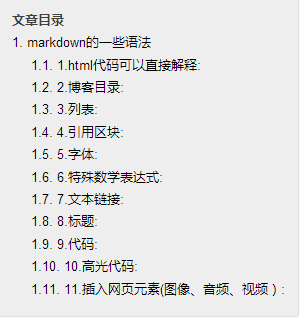 文章目录
1. markdown的一些语法
1.1. 1.html代码可以直接解释:
1.2. 2.博客目录:
1.3. 3.列表:
1.4. 4.引用区块:
1.5. 5.字体:
1.6. 6.特殊数学表达式:
1.7. 7.文本链接:
1.8. 8.标题:
1.9. 9.代码:
1.10. 10.高光代码:
1.11. 11.插入网页元素(图像、音频、视频）: